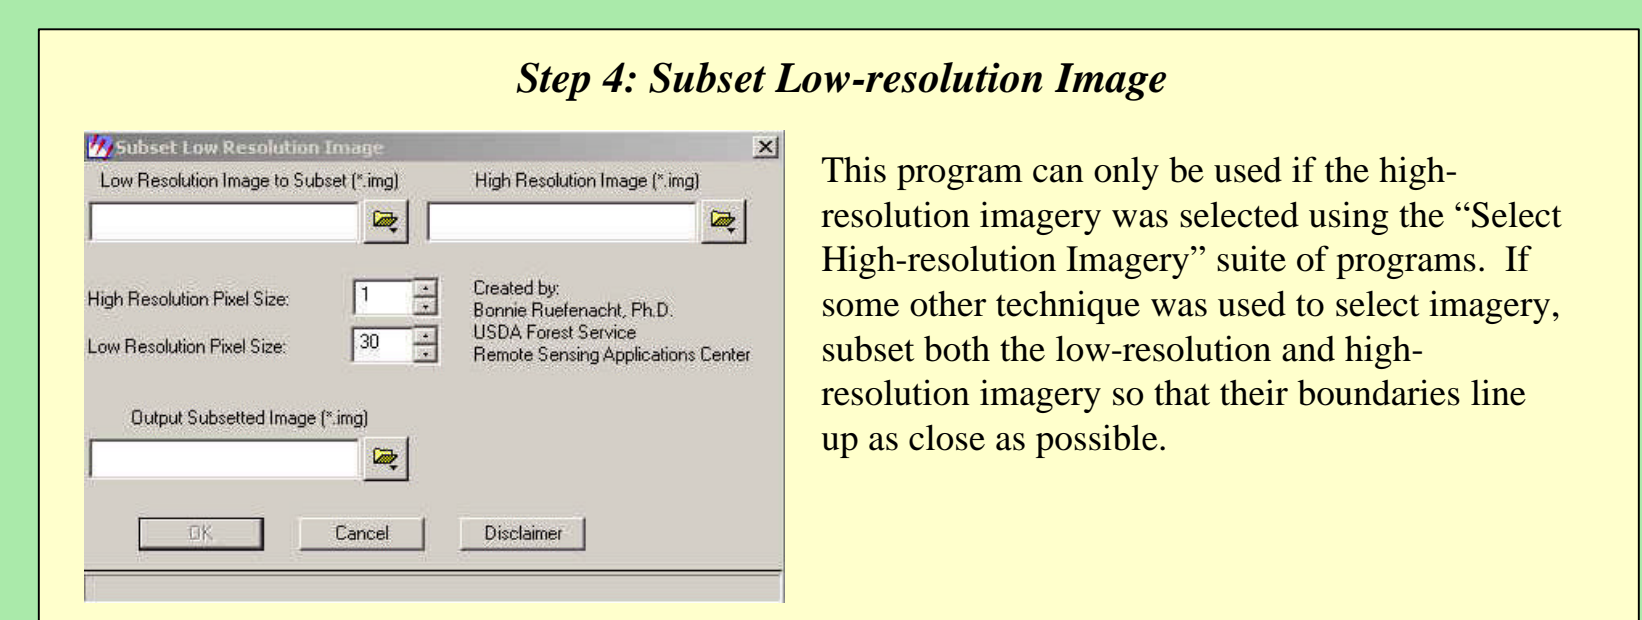 Step 4: Subset Low-resolution Image
Subset Low Resolution Image
Low Resolution Image to Subset (*.img)
High Resolution Image (*.img)
High Resolution Pixel Size:
1
Low Resolution Pixel Size:
30
Created by:
Bonnie Ruefenacht, Ph.D.
USDA Forest Service
Remote Sensing Applications Center
Output Subsetted Image (*.img)
OK
Cancel
Disclaimer
This program can only be used if the high-
resolution imagery was selected using the “Select
High-resolution Imagery” suite of programs.  If
some other technique was used to select imagery,
subset both the low-resolution and high-
resolution imagery so that their boundaries line
up as close as possible.